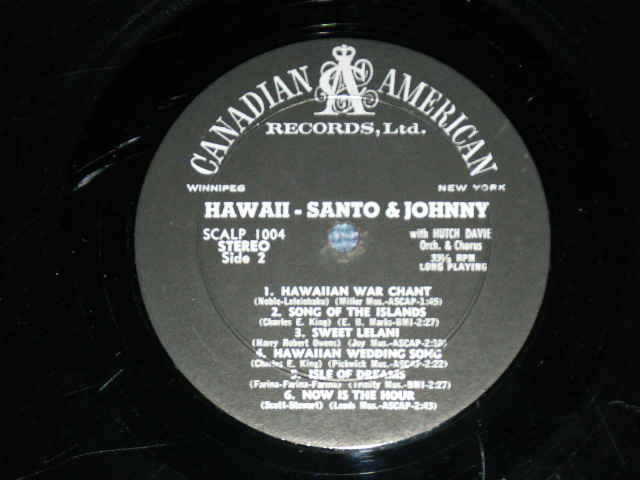 CANADIAN CA AMERICAN
RECORDS, Ltd.
WINNIPEG NEW YORK
HAWAII - SANTO & JOHNNY
SCALP 1004
STEREO
Side 2
with HUTCH DAVIE
Orch. & Chorus
33⅓ RPM
LONG PLAYING
1. HAWAIIAN WAR CHANT
(Noble-Leleiohaku) (Miller Mus.-ASCAP-1:45)
2. SONG OF THE ISLANDS
(Charles E. King) (E. B. Marks-BMI-2:27)
3. SWEET LELANI
(Harry Robert Owens) (Joy Mus.-ASCAP-
4. HAWAIIAN WEDDING SONG
(Charles E. King) (Pickwick Mus.-ASCAP-2:22)
5. ISLE OF DREAMS
(Farina-Farina-Farina) (Trinity Mus.-BMI-2:27)
6. NOW IS THE HOUR
(Scott-Stewart) (Leeds Mus.-ASCAP-2:43)